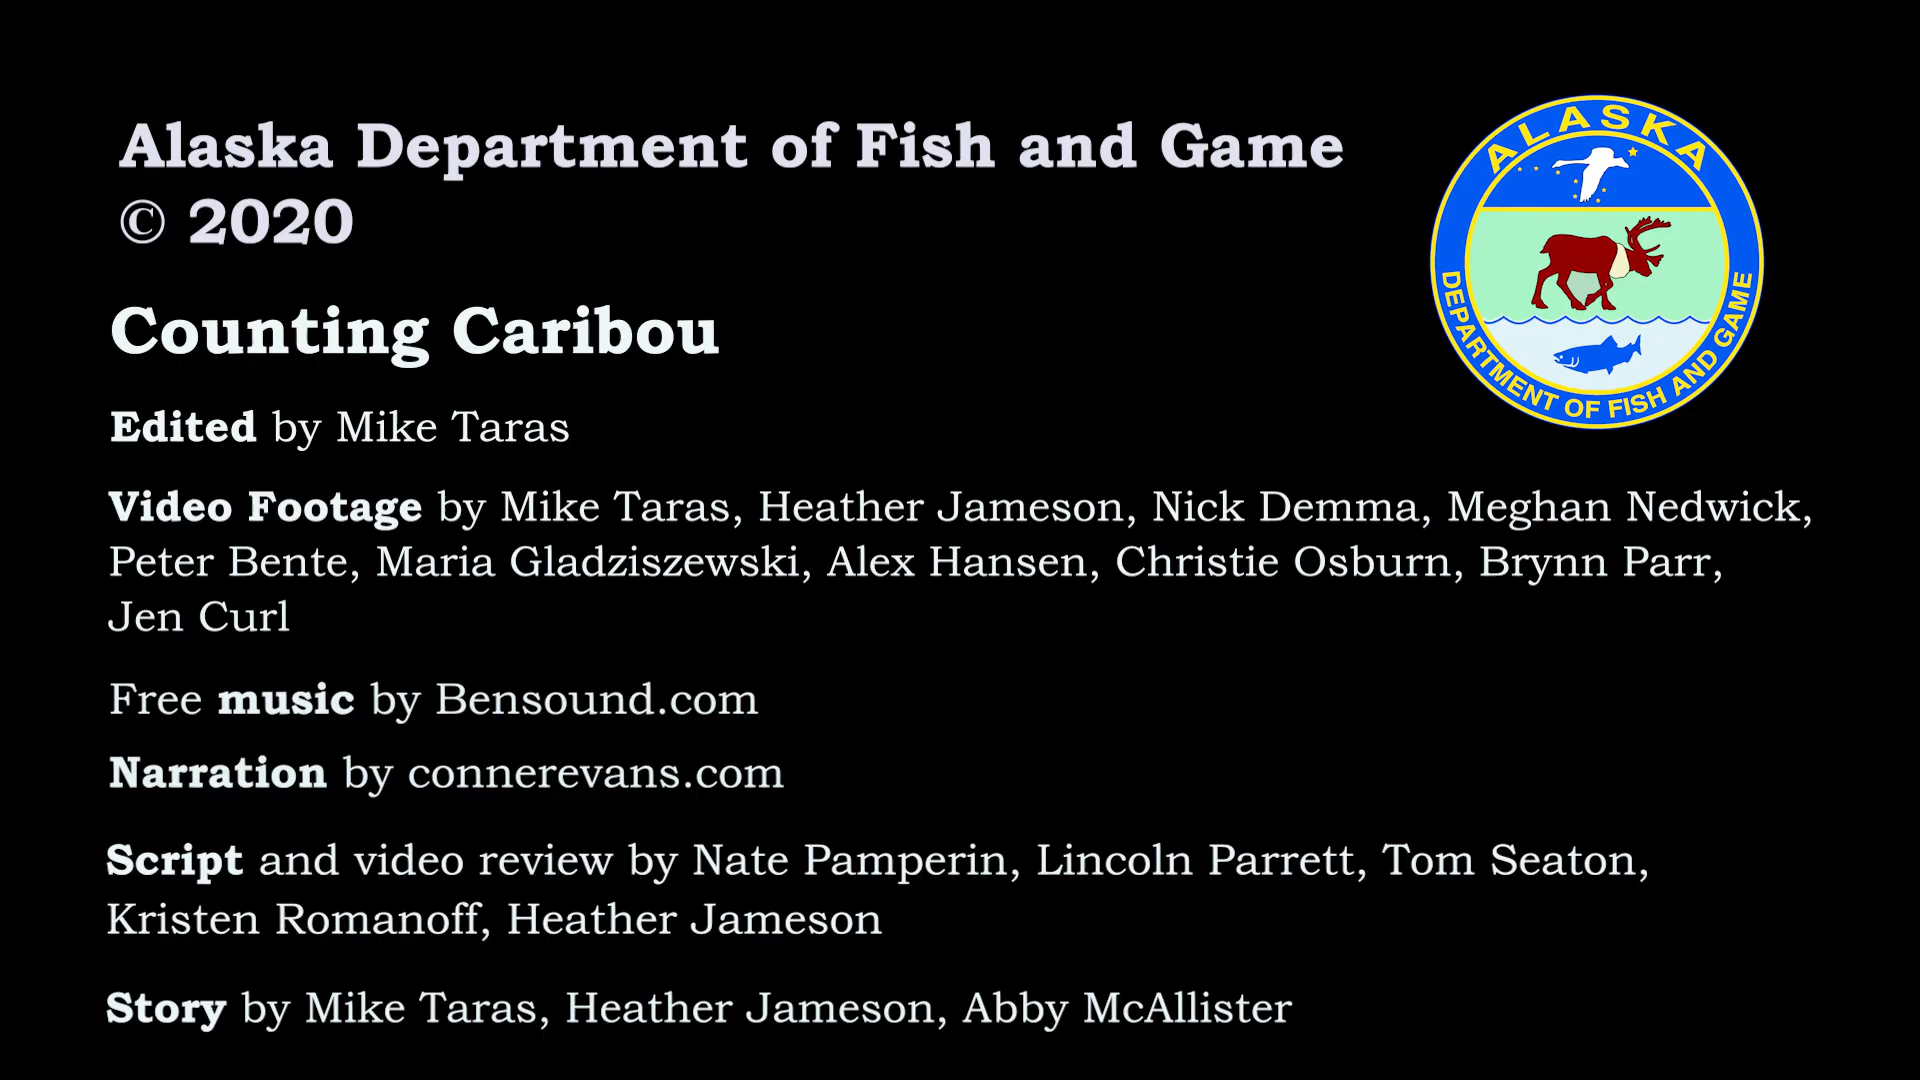 Alaska Department of Fish and Game
© 2020
ALASKA
DEPARTMENT OF FISH AND GAME
Counting Caribou
Edited by Mike Taras
Video Footage by Mike Taras, Heather Jameson, Nick Demma, Meghan Nedwick,
Peter Bente, Maria Gladziszewski, Alex Hansen, Christie Osburn, Brynn Parr,
Jen Curl
Free music by Bensound.com
Narration by connerevans.com
Script and video review by Nate Pamperin, Lincoln Parrett, Tom Seaton,
Kristen Romanoff, Heather Jameson
Story by Mike Taras, Heather Jameson, Abby McAllister